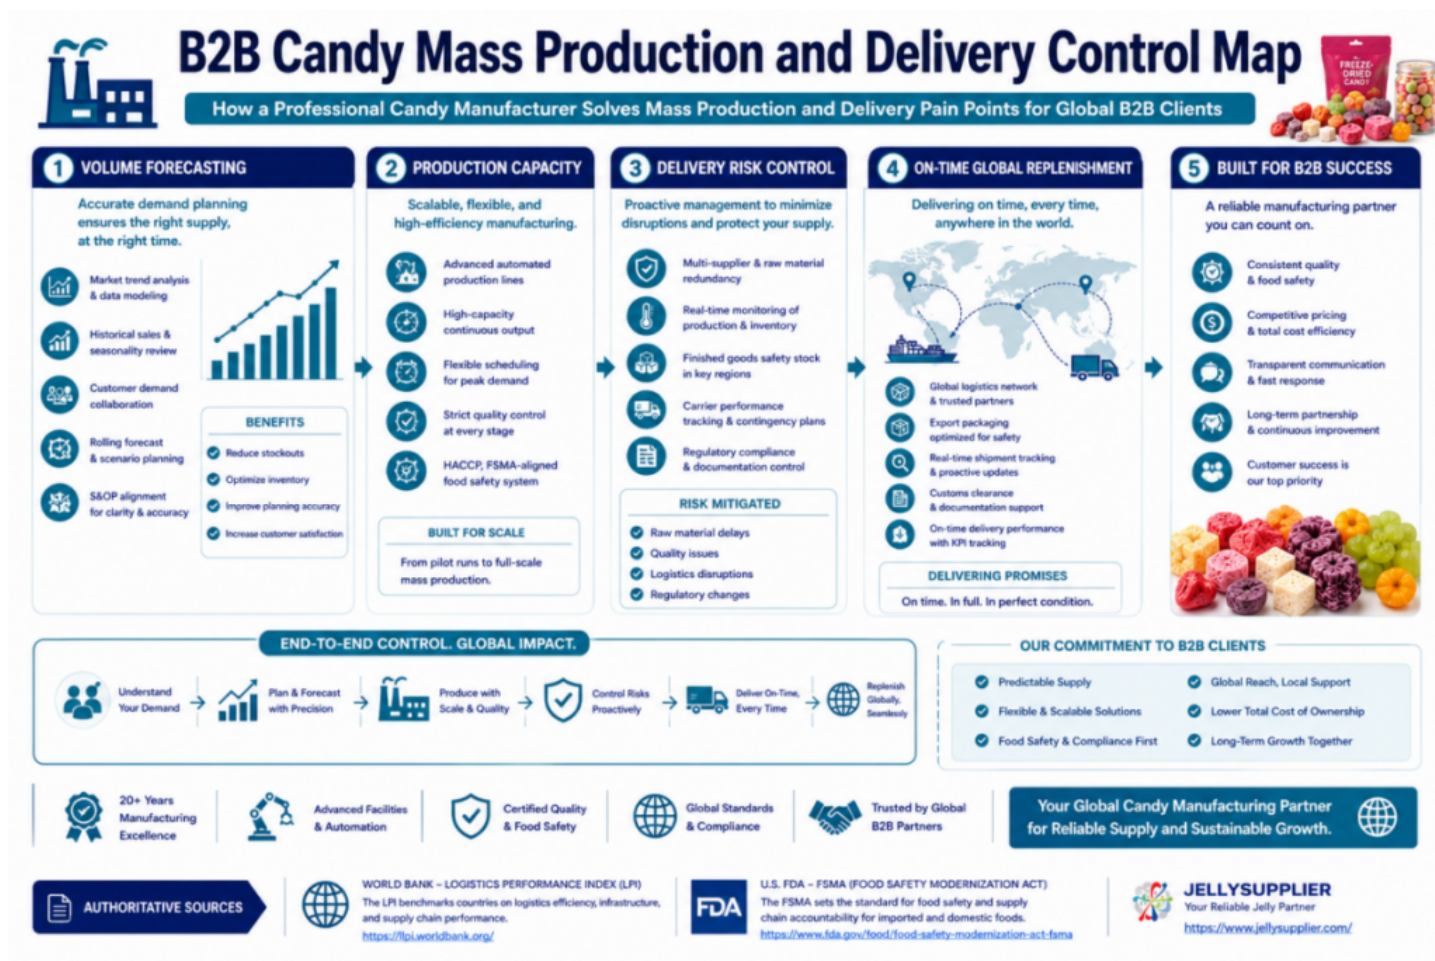 B2B Candy Mass Production and Delivery Control Map
How a Professional Candy Manufacturer Solves Mass Production and Delivery Pain Points for Global B2B Clients
FREEZE-
DRIED
CANDY
1 VOLUME FORECASTING
Accurate demand planning
ensures the right supply,
at the right time.
Market trend analysis
& data modeling
Historical sales &
seasonality review
Customer demand
collaboration
Rolling forecast
& scenario planning
S&OP alignment
for clarity & accuracy
BENEFITS
Reduce stockouts
Optimize inventory
Improve planning accuracy
Increase customer satisfaction
2 PRODUCTION CAPACITY
Scalable, flexible, and
high-efficiency manufacturing.
Advanced automated
production lines
High-capacity
continuous output
Flexible scheduling
for peak demand
Strict quality control
at every stage
HACCP, FSMA-aligned
food safety system
BUILT FOR SCALE
From pilot runs to full-scale
mass production.
3 DELIVERY RISK CONTROL
Proactive management to minimize
disruptions and protect your supply.
Multi-supplier & raw material
redundancy
Real-time monitoring of
production & inventory
Finished goods safety stock
in key regions
Carrier performance
tracking & contingency plans
Regulatory compliance
& documentation control
RISK MITIGATED
Raw material delays
Quality issues
Logistics disruptions
Regulatory changes
4 ON-TIME GLOBAL REPLENISHMENT
Delivering on time, every time,
anywhere in the world.
Global logistics network
& trusted partners
Export packaging
optimized for safety
Real-time shipment tracking
& proactive updates
Customs clearance
& documentation support
On-time delivery performance
with KPI tracking
DELIVERING PROMISES
On time. In full. In perfect condition.
5 BUILT FOR B2B SUCCESS
A reliable manufacturing partner
you can count on.
Consistent quality
& food safety
Competitive pricing
& total cost efficiency
Transparent communication
& fast response
Long-term partnership
& continuous improvement
Customer success is
our top priority
END-TO-END CONTROL. GLOBAL IMPACT.
Understand
Your Demand
Plan & Forecast
with Precision
Produce with
Scale & Quality
Control Risks
Proactively
Deliver On-Time,
Every Time
Replenish
Globally,
Seamlessly
OUR COMMITMENT TO B2B CLIENTS
Predictable Supply
Flexible & Scalable Solutions
Food Safety & Compliance First
Global Reach, Local Support
Lower Total Cost of Ownership
Long-Term Growth Together
20+ Years
Manufacturing
Excellence
Advanced Facilities
& Automation
Certified Quality
& Food Safety
Global Standards
& Compliance
Trusted by Global
B2B Partners
Your Global Candy Manufacturing Partner
for Reliable Supply and Sustainable Growth.
AUTHORITATIVE SOURCES
WORLD BANK – LOGISTICS PERFORMANCE INDEX (LPI)
The LPI benchmarks countries on logistics efficiency, infrastructure,
and supply chain performance.
https://lpi.worldbank.org/
FDA
U.S. FDA – FSMA (FOOD SAFETY MODERNIZATION ACT)
The FSMA sets the standard for food safety and supply
chain accountability for imported and domestic foods.
https://www.fda.gov/food/food-safety-modernization-act-fsma
JELLYSUPPLIER
Your Reliable Jelly Partner
https://www.jellysupplier.com/